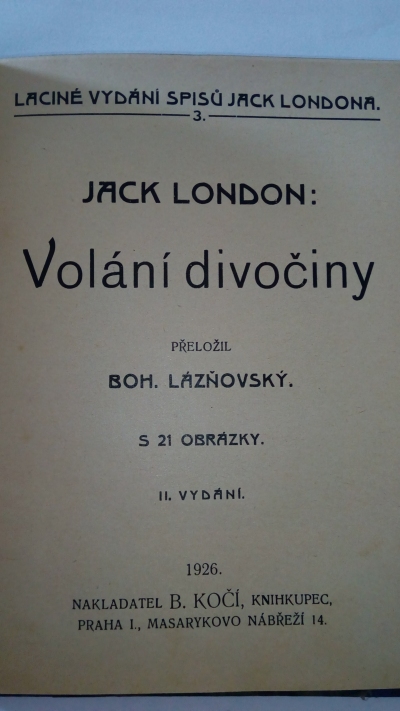 LACINÉ VYDÁNÍ SPISŮ JACK LONDONA.
3.
JACK LONDON:
Volání divočiny
PŘELOŽIL
BOH. LÁZŇOVSKÝ.
S 21 OBRÁZKY.
II. VYDÁNÍ.
1926.
NAKLADATEL B. KOČÍ, KNIHKUPEC,
PRAHA I., MASARYKOVO NÁBŘEŽÍ 14.